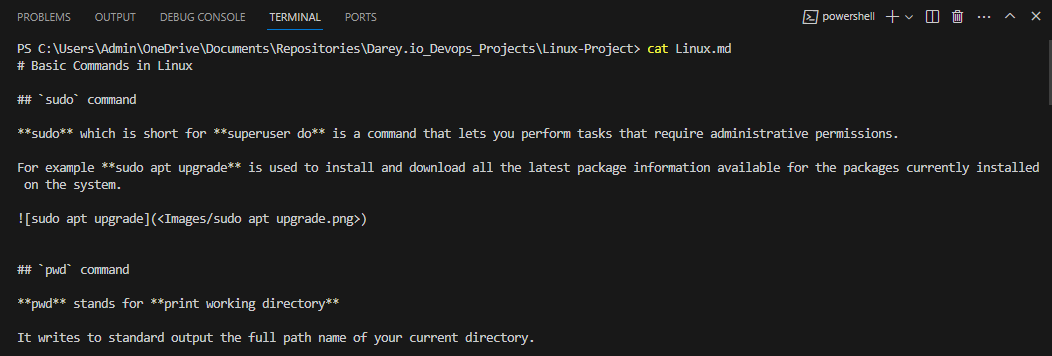 PROBLEMS OUTPUT DEBUG CONSOLE TERMINAL PORTS powershell
PS C:\Users\Admin\OneDrive\Documents\Repositories\Darey.io_Devops_Projects\Linux-Project> cat Linux.md
# Basic Commands in Linux
## `sudo` command
**sudo** which is short for **superuser do** is a command that lets you perform tasks that require administrative permissions.
For example **sudo apt upgrade** is used to install and download all the latest package information available for the packages currently installed
on the system.
![sudo apt upgrade](<Images/sudo apt upgrade.png>)
## `pwd` command
**pwd** stands for **print working directory**
It writes to standard output the full path name of your current directory.